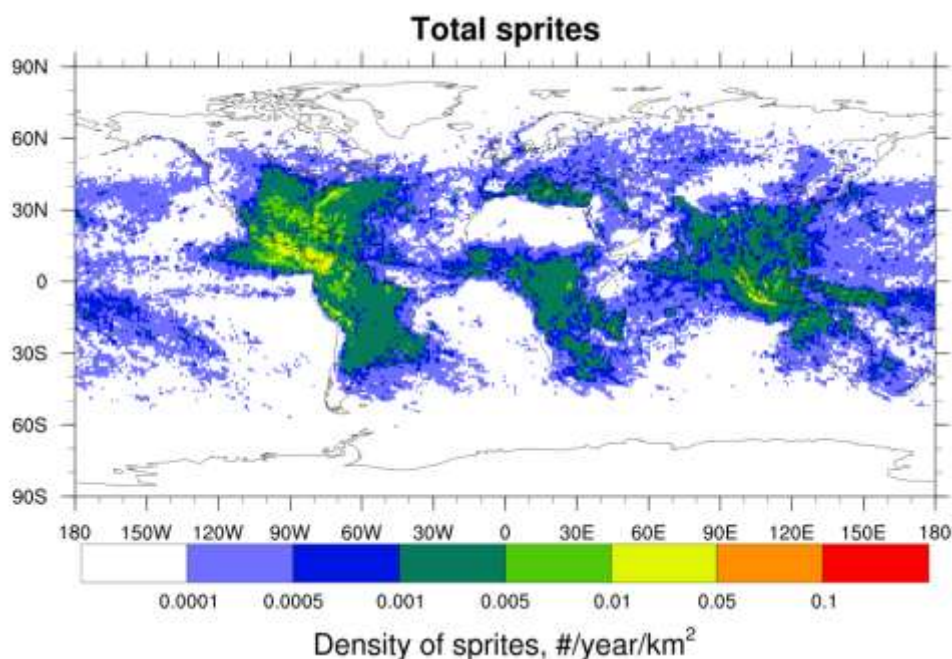 Total sprites
90N
60N
30N
0
30S
60S
90S
180 150W 120W 90W 60W 30W 0 30E 60E 90E 120E 150E 180
0.0001 0.0005 0.001 0.005 0.01 0.05 0.1
Density of sprites, #/year/km²